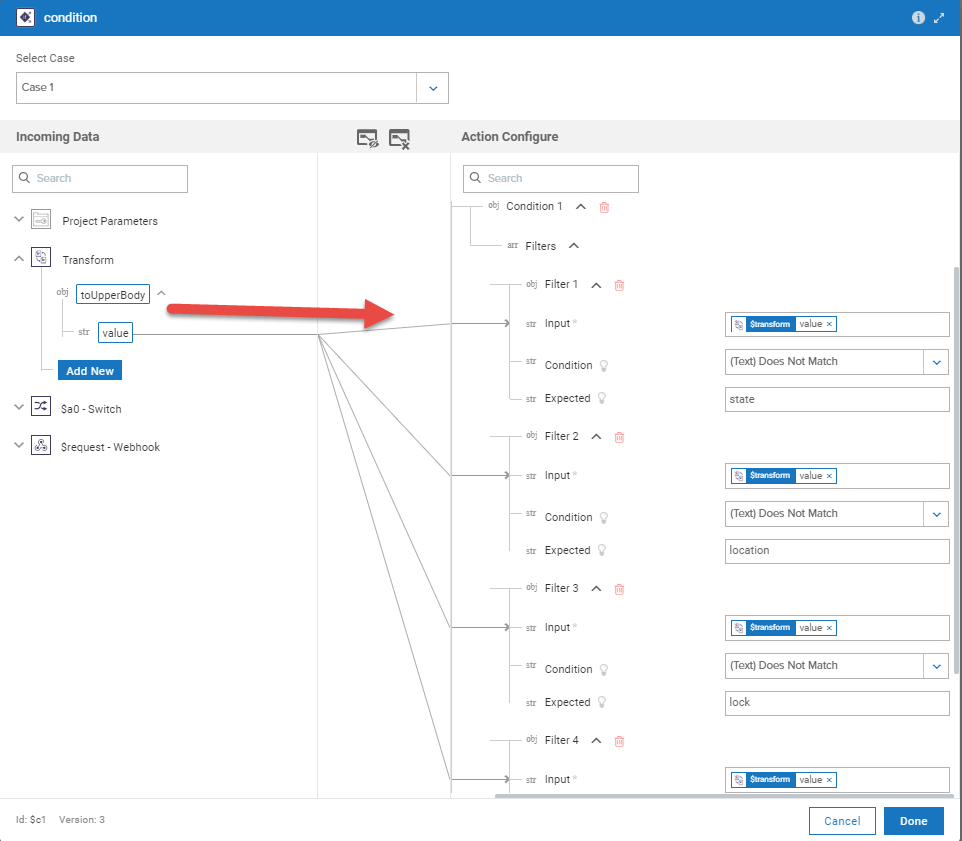 condition
Select Case
Case 1
Incoming Data
Action Configure
Search
Search
Project Parameters
Transform
obj toUpperBody
str value
Add New
$a0 - Switch
$request - Webhook
obj Condition 1
arr Filters
obj Filter 1
str Input * $transform value ×
str Condition (Text) Does Not Match
str Expected state
obj Filter 2
str Input * $transform value ×
str Condition (Text) Does Not Match
str Expected location
obj Filter 3
str Input * $transform value ×
str Condition (Text) Does Not Match
str Expected lock
obj Filter 4
str Input * $transform value ×
Id: $c1 Version: 3
Cancel Done